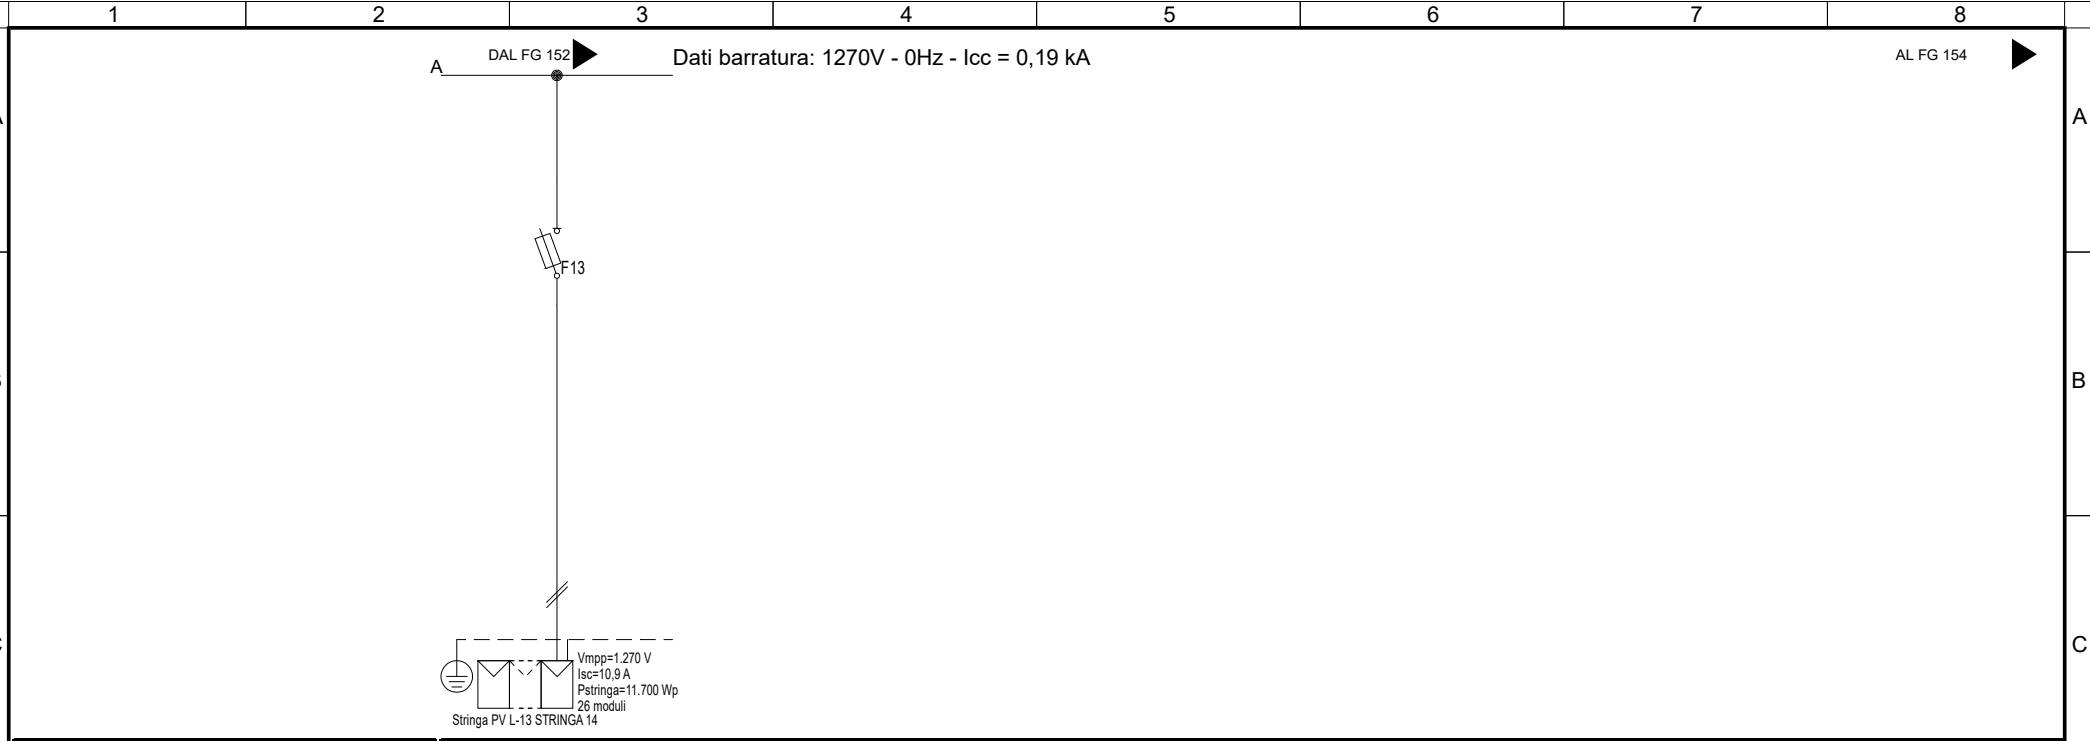 1 2 3 4 5 6 7 8
DAL FG 152
Dati barratura: 1270V - 0Hz - Icc = 0,19 kA
AL FG 154
A
A
F13
B
C
Vmpp=1.270 V
Isc=10,9 A
Pstringa=11.700 Wp
26 moduli
Stringa PV L-13 STRINGA 14